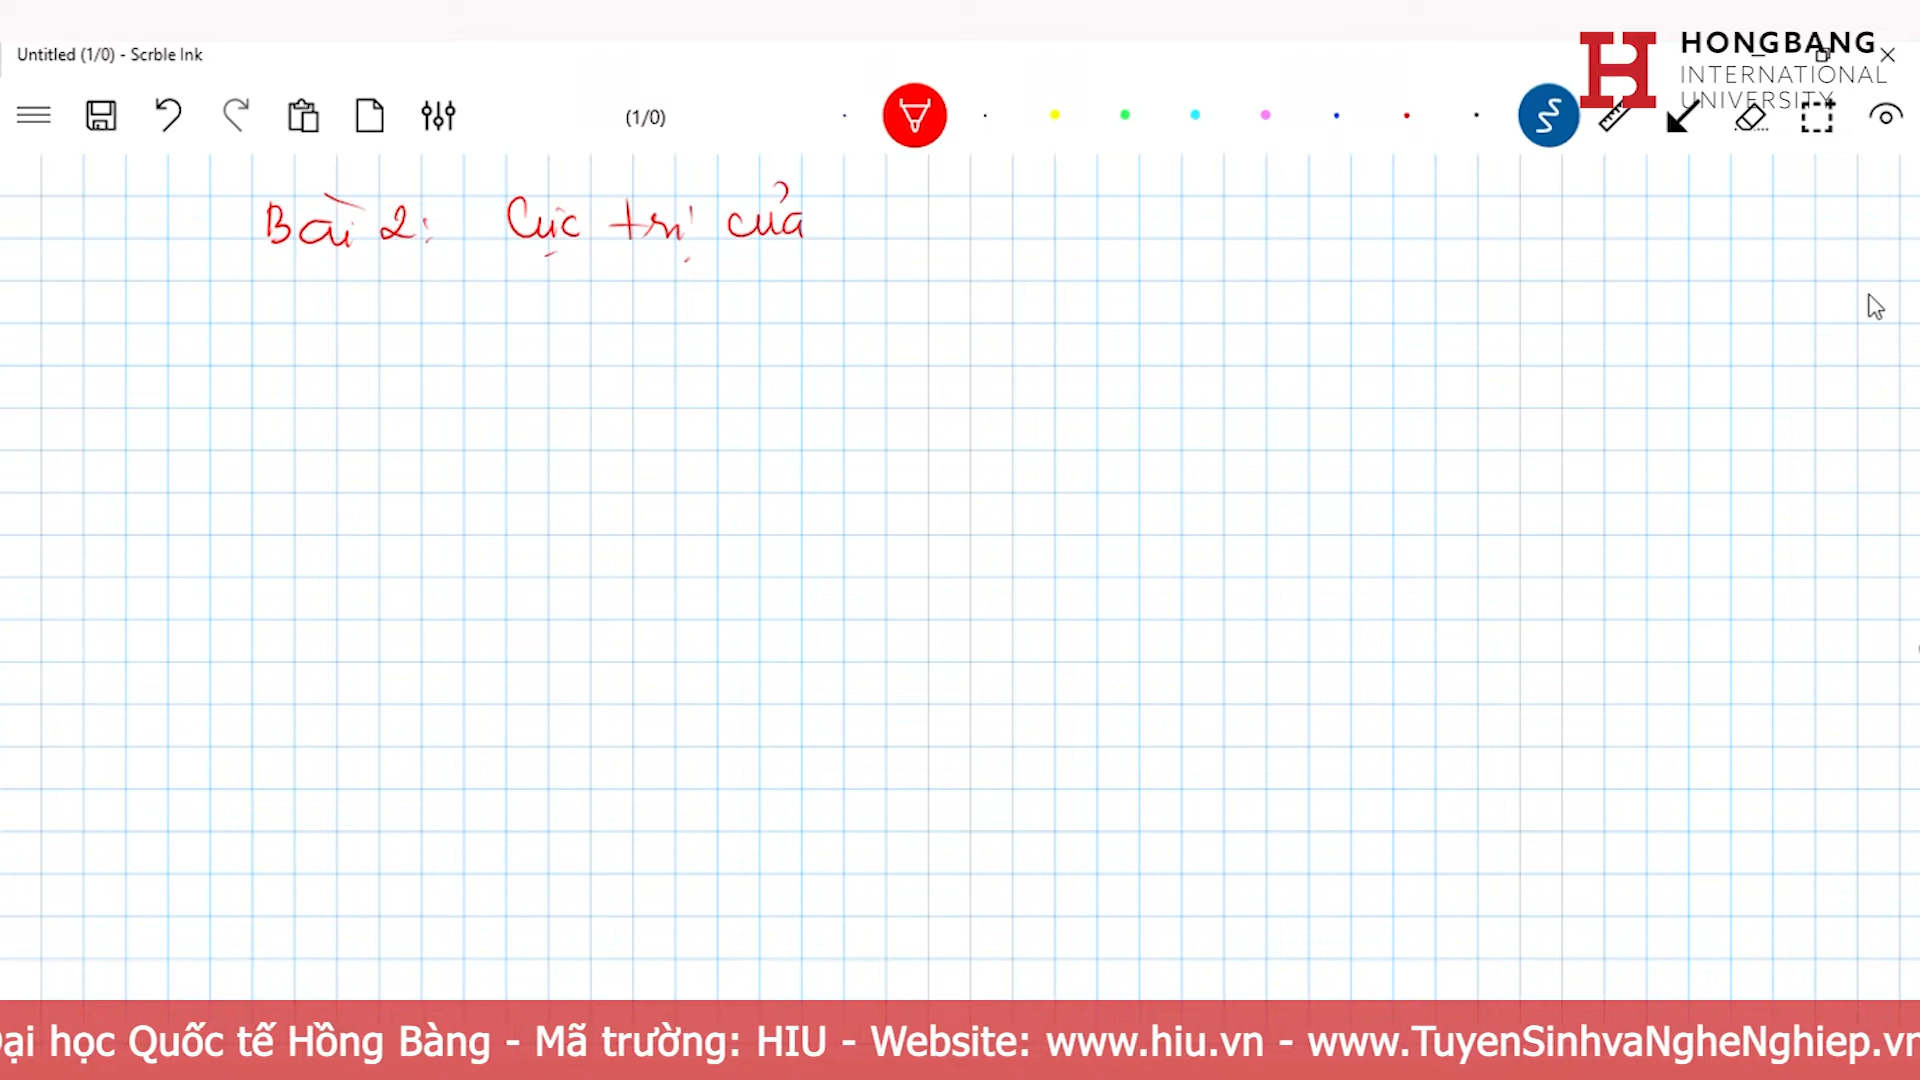 HONGBANG
INTERNATIONAL
UNIVERSITY
Untitled (1/0) - Scrble Ink
(1/0)
Bài 2: Cực trị của
Đại học Quốc tế Hồng Bàng - Mã trường: HIU - Website: www.hiu.vn - www.TuyenSinhvaNgheNghiep.vn